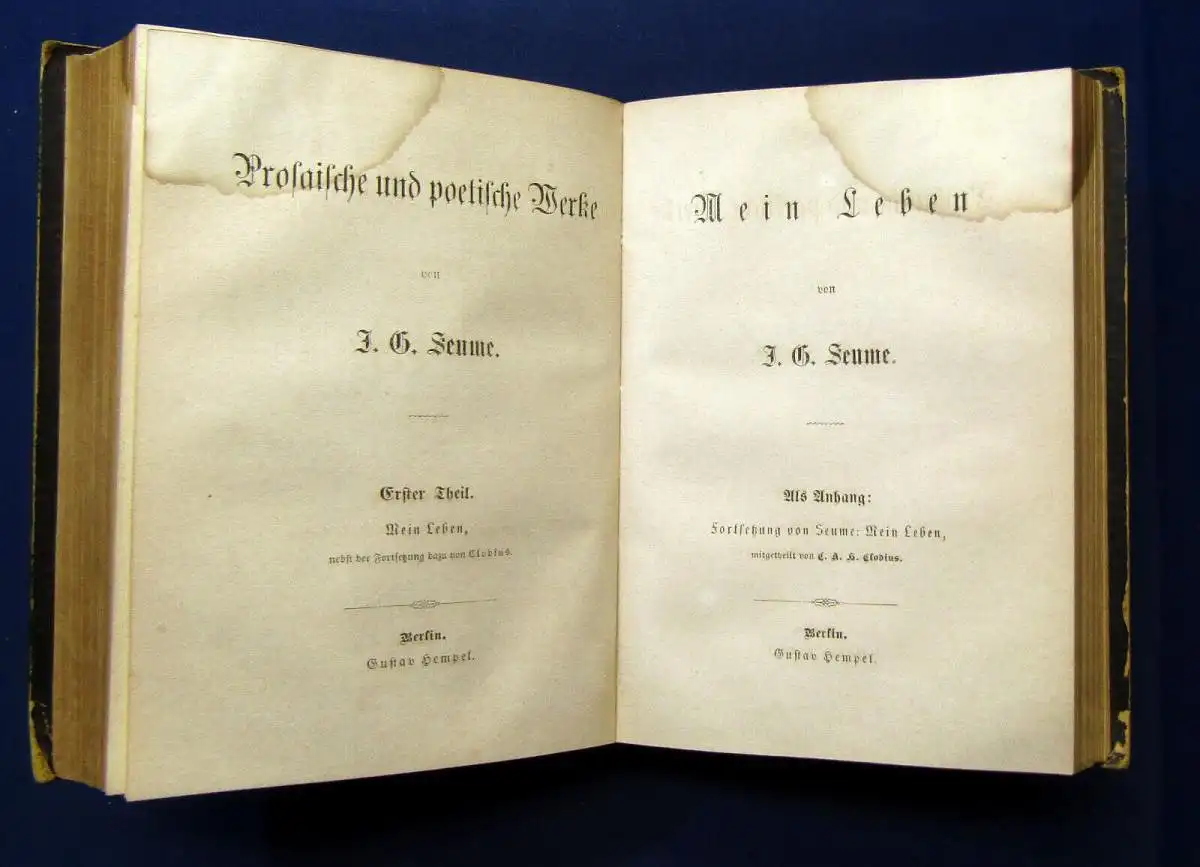 Prosaische und poetische Werke
von
J. G. Seume.
Erster Theil.
Mein Leben,
nebst der Fortsetzung dazu von Clodius.
Berlin.
Gustav Hempel.
Mein Leben
von
J. G. Seume.
Als Anhang:
Fortsetzung von Seume: Mein Leben,
mitgetheilt von C. A. H. Clodius.
Berlin.
Gustav Hempel.